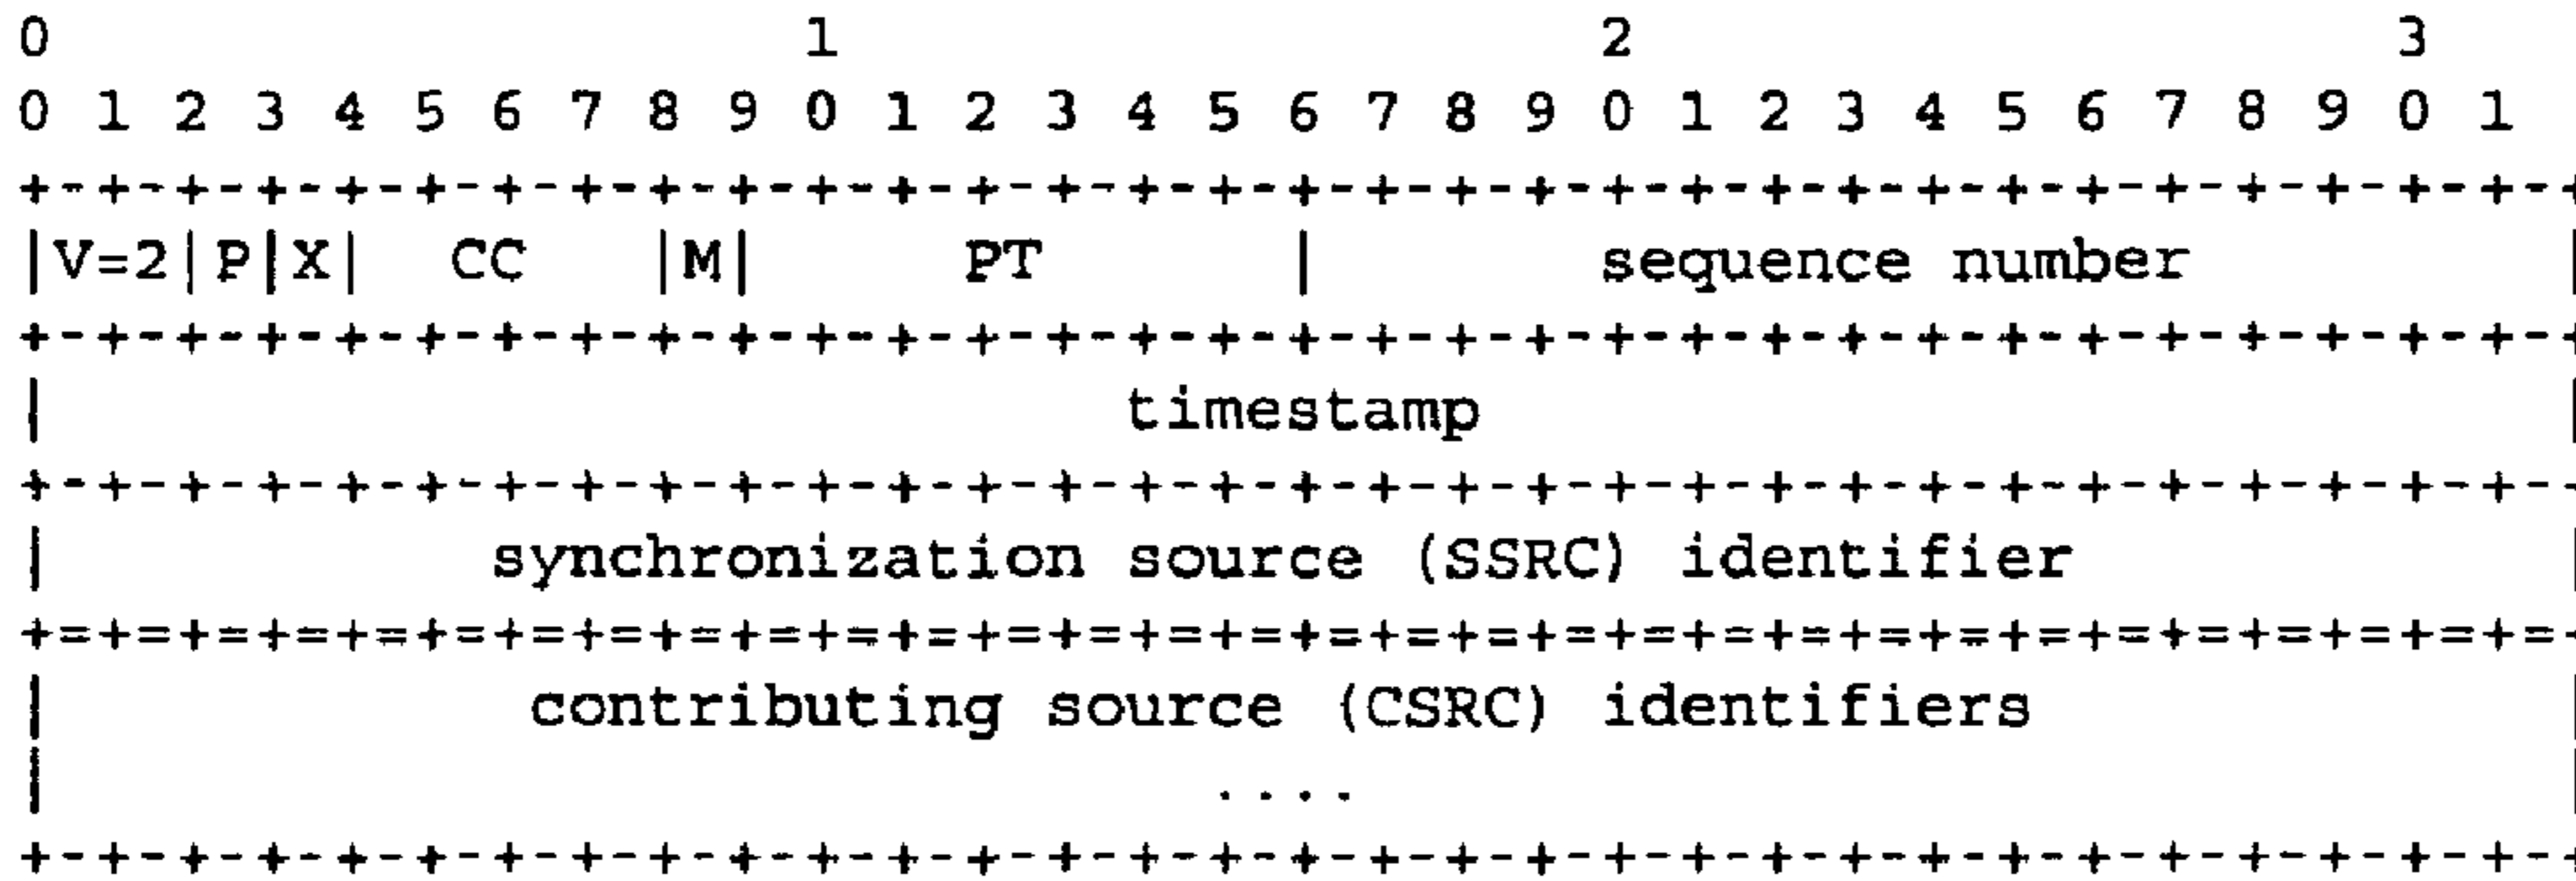 0                   1                   2                   3
0 1 2 3 4 5 6 7 8 9 0 1 2 3 4 5 6 7 8 9 0 1 2 3 4 5 6 7 8 9 0 1
+-+-+-+-+-+-+-+-+-+-+-+-+-+-+-+-+-+-+-+-+-+-+-+-+-+-+-+-+-+-+-+-+
|V=2|P|X|  CC   |M|     PT      |       sequence number         |
+-+-+-+-+-+-+-+-+-+-+-+-+-+-+-+-+-+-+-+-+-+-+-+-+-+-+-+-+-+-+-+-+
|                           timestamp                           |
+-+-+-+-+-+-+-+-+-+-+-+-+-+-+-+-+-+-+-+-+-+-+-+-+-+-+-+-+-+-+-+-+
|           synchronization source (SSRC) identifier            |
+=+=+=+=+=+=+=+=+=+=+=+=+=+=+=+=+=+=+=+=+=+=+=+=+=+=+=+=+=+=+=+=+
|            contributing source (CSRC) identifiers             |
|                             ....                              |
+-+-+-+-+-+-+-+-+-+-+-+-+-+-+-+-+-+-+-+-+-+-+-+-+-+-+-+-+-+-+-+-+